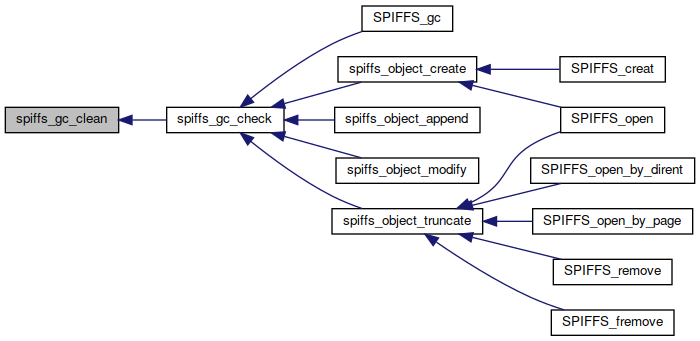 SPIFFS_gc
spiffs_object_create
SPIFFS_creat
spiffs_gc_clean
spiffs_gc_check
spiffs_object_append
SPIFFS_open
spiffs_object_modify
SPIFFS_open_by_dirent
spiffs_object_truncate
SPIFFS_open_by_page
SPIFFS_remove
SPIFFS_fremove